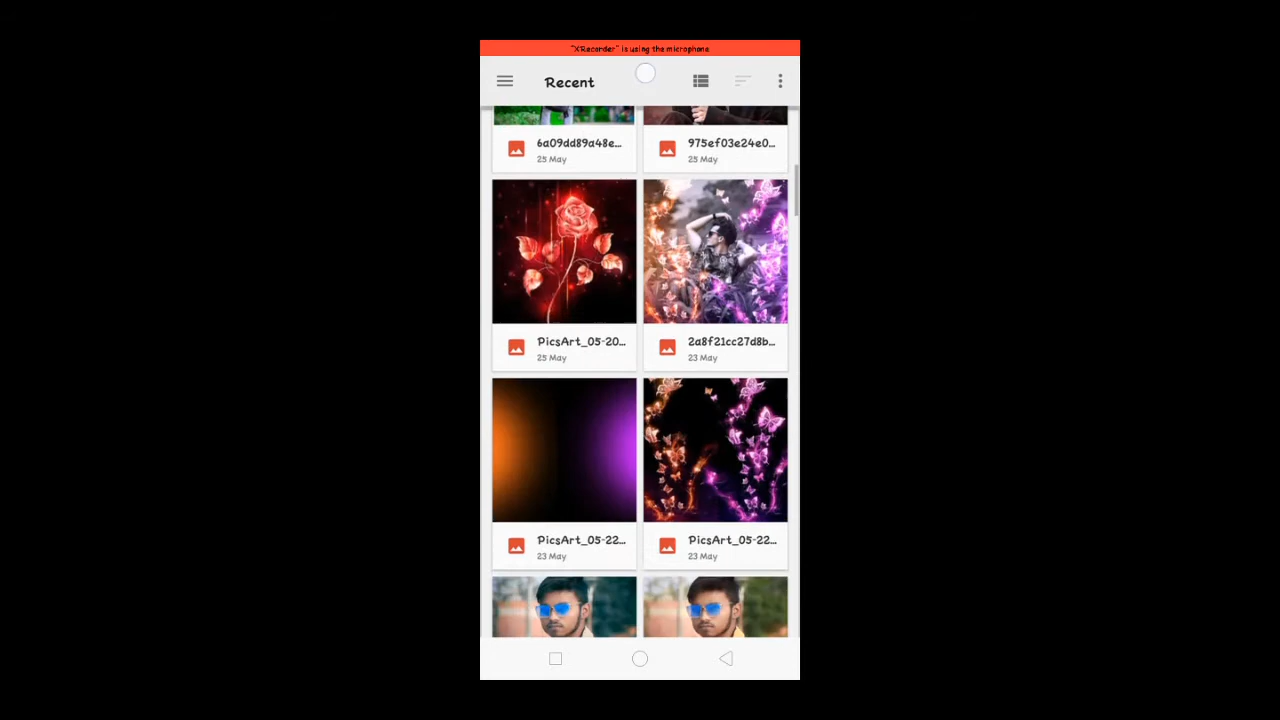 "XRecorder" is using the microphone
Recent
6a09dd89a48e...
25 May
975ef03e24e0...
25 May
PicsArt_05-20...
25 May
2a8f21cc27d8b...
23 May
PicsArt_05-22...
23 May
PicsArt_05-22...
23 May